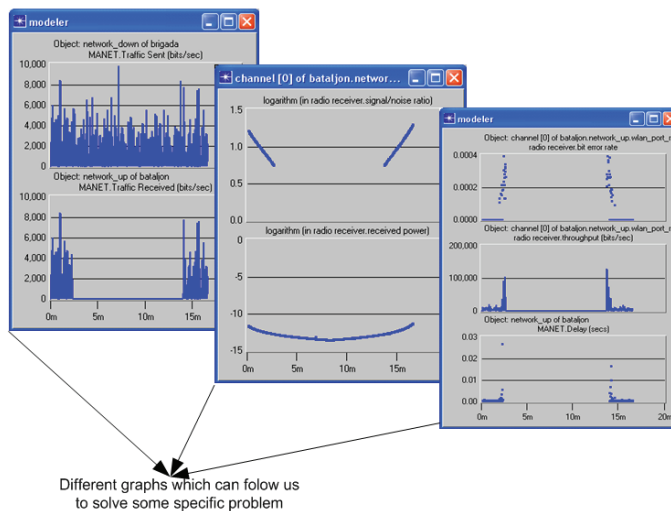 modeler
Object: network_down of brigada
MANET.Traffic Sent (bits/sec)
10,000
8,000
6,000
4,000
2,000
0
Object: network_up of bataljon
MANET.Traffic Received (bits/sec)
10,000
8,000
6,000
4,000
2,000
0
0m 5m 10m 15m
channel [0] of bataljon.networ...
logarithm (in radio receiver.signal/noise ratio)
1.5
1.0
0.5
0.0
logarithm (in radio receiver.received power)
0
-5
-10
-15
0m 5m 10m 15m
modeler
Object: channel [0] of bataljon.network_up.wlan_port_r
radio receiver.bit error rate
0.0004
0.0002
0.0000
Object: channel [0] of bataljon.network_up.wlan_port_r
radio receiver.throughput (bits/sec)
200,000
100,000
0
Object: network_up of bataljon
MANET.Delay (secs)
0.03
0.02
0.01
0.00
0m 5m 10m 15m 20m
Different graphs which can folow us
to solve some specific problem